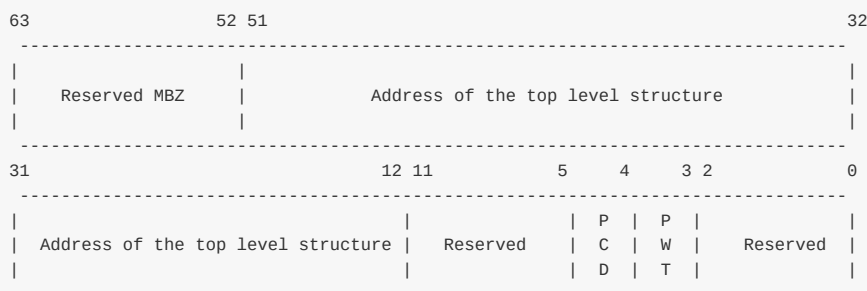 63 52 51 32
-------------------------------------------------------------------------------
| | |
| Reserved MBZ | Address of the top level structure |
| | |
-------------------------------------------------------------------------------
31 12 11 5 4 3 2 0
-------------------------------------------------------------------------------
| | | P | P | |
| Address of the top level structure | Reserved | C | W | Reserved |
| | | D | T | |